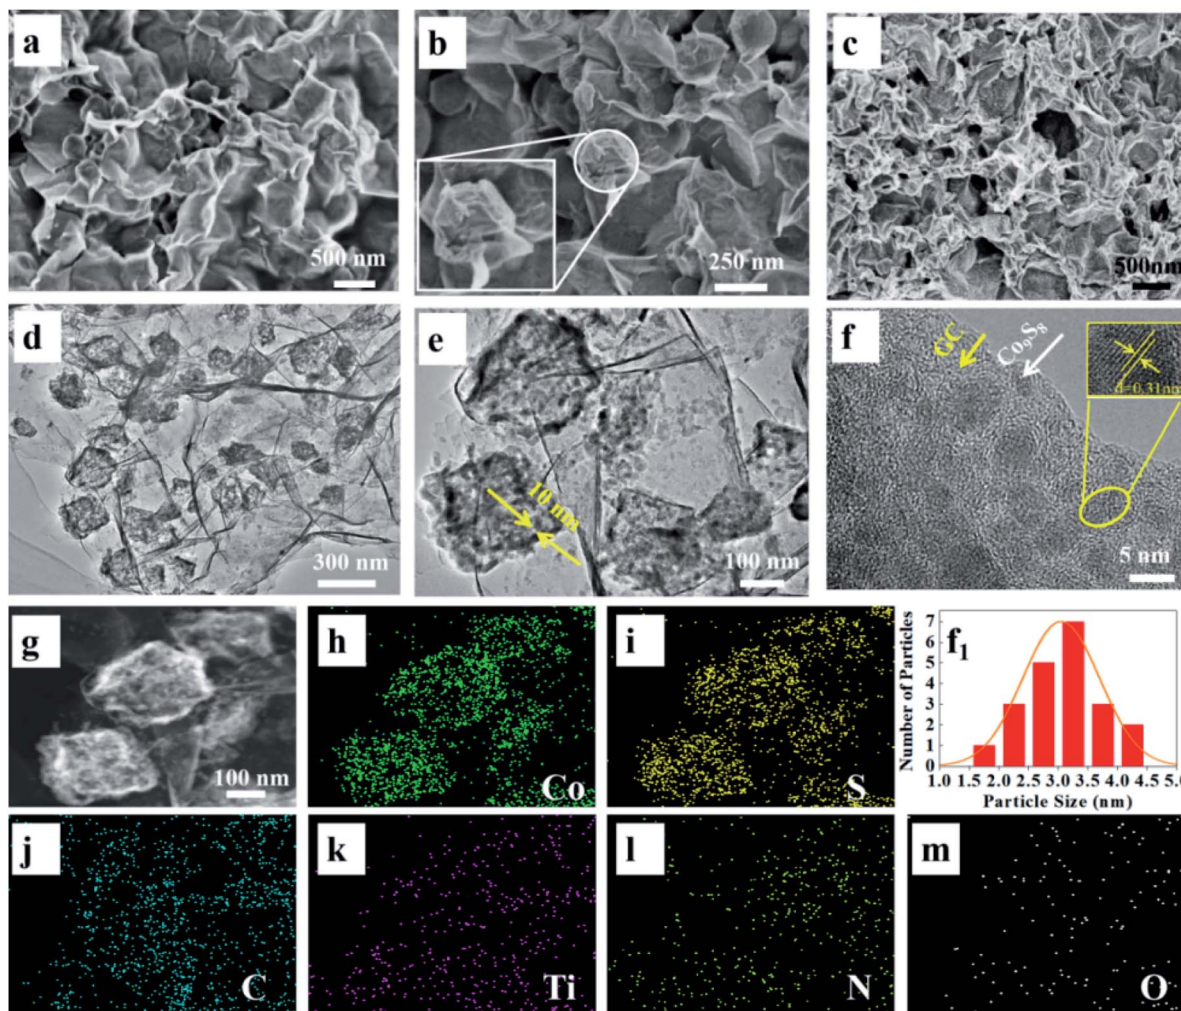 a
500 nm
b
250 nm
c
500nm
d
300 nm
e
10 nm
100 nm
f
GC
Co₉S₈
d=0.31nm
5 nm
g
100 nm
h
Co
i
S
f₁
Number of Particles
7
6
5
4
3
2
1
0
1.0 1.5 2.0 2.5 3.0 3.5 4.0 4.5 5.0
Particle Size (nm)
j
C
k
Ti
l
N
m
O